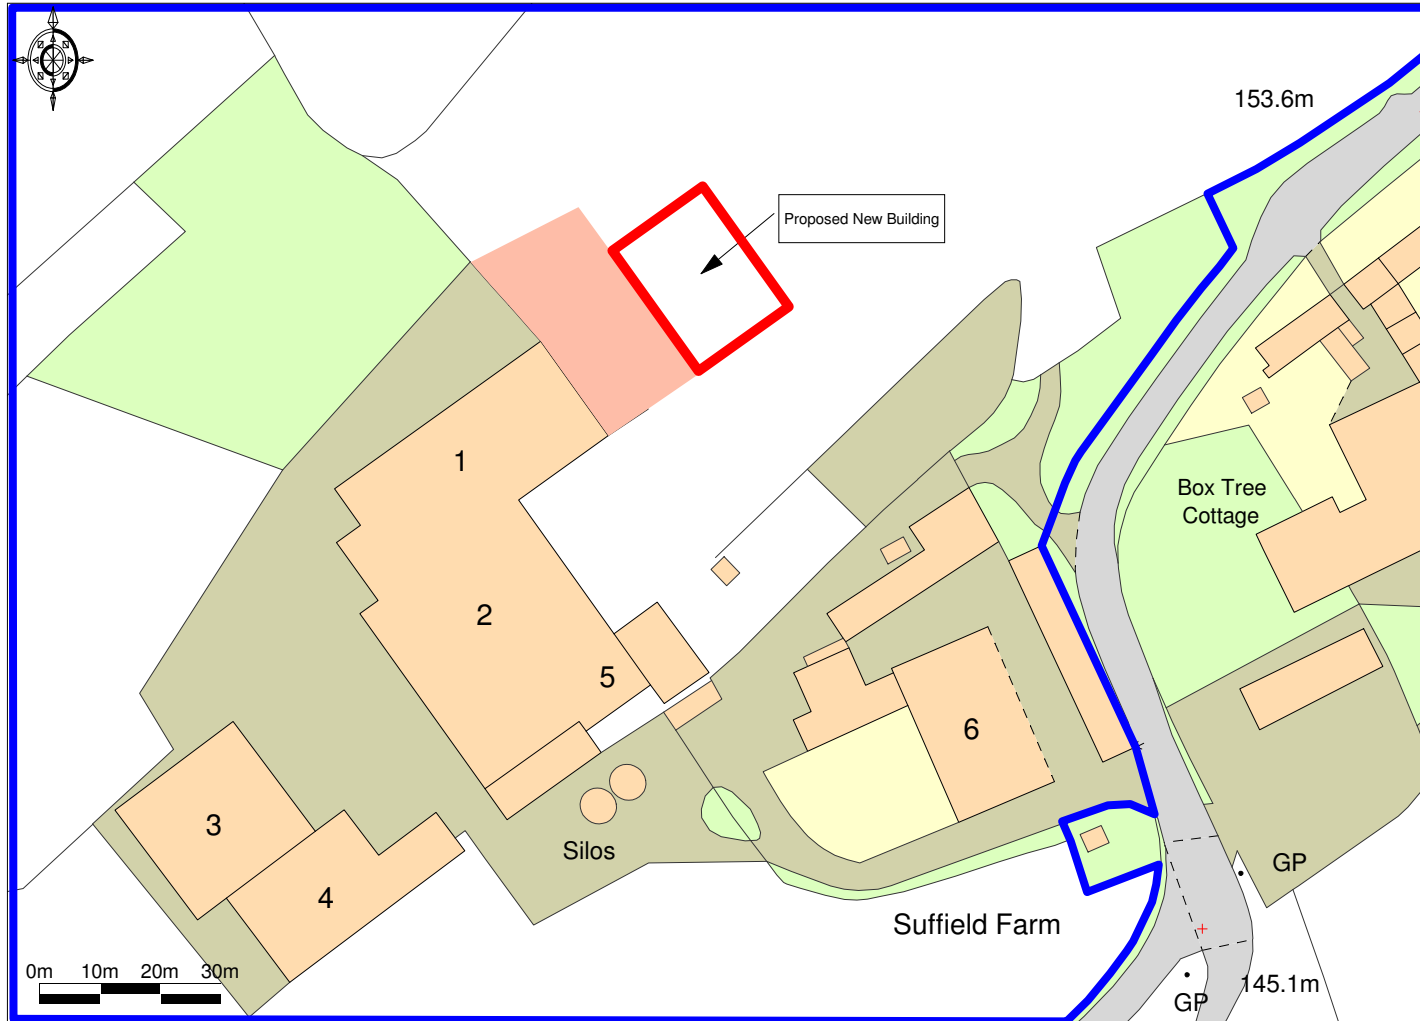 153.6m
Proposed New Building
1
Box Tree
Cottage
2
5
6
3
Silos
GP
4
Suffield Farm
0m 10m 20m 30m
145.1m
GP